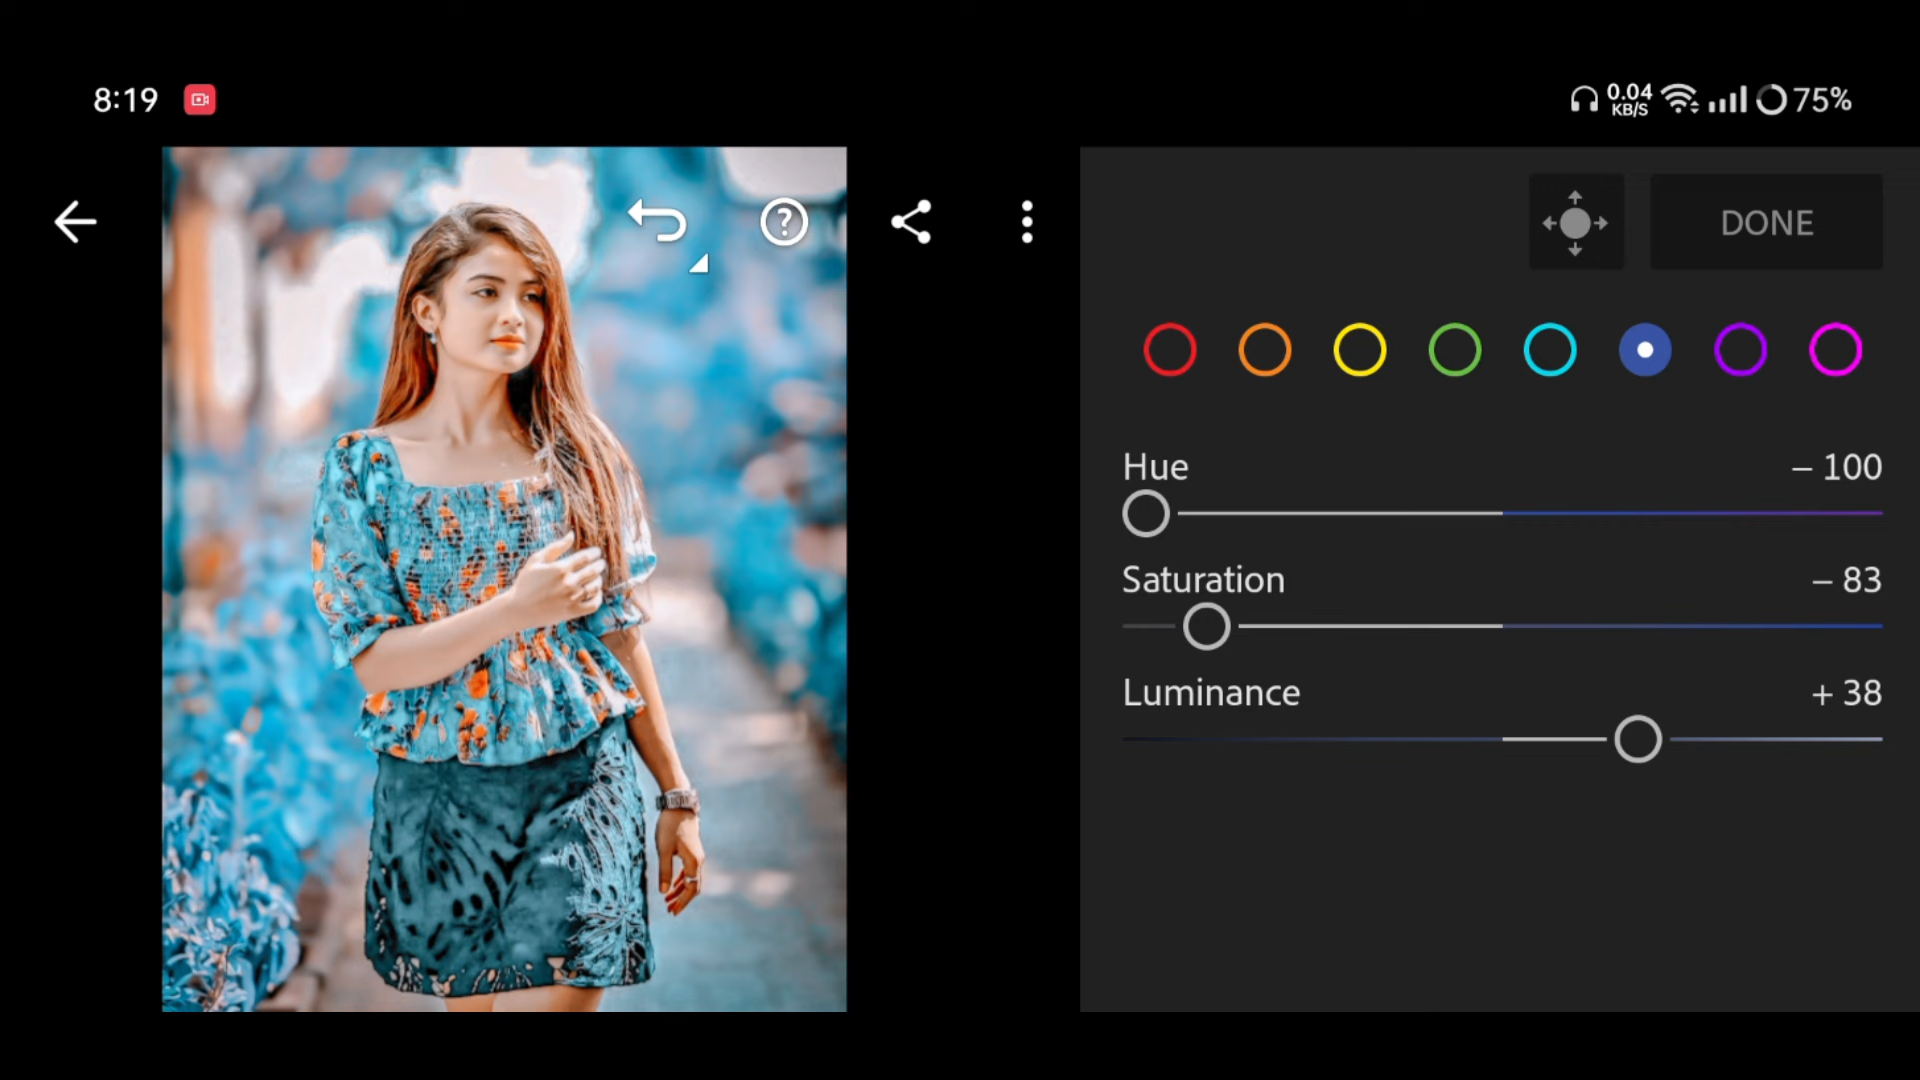 8:19
0.04
KB/S
75%
DONE
Hue
– 100
Saturation
– 83
Luminance
+ 38